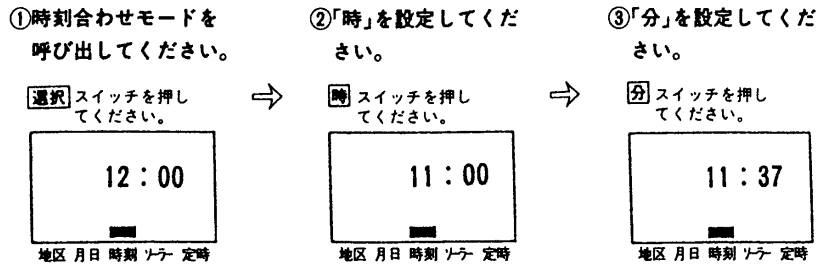 ①時刻合わせモードを
呼び出してください。
選択 スイッチを押し
てください。
12：00
地区 月日 時刻 ソーラー 定時
②「時」を設定してくだ
さい。
時 スイッチを押し
てください。
11：00
地区 月日 時刻 ソーラー 定時
③「分」を設定してくだ
さい。
分 スイッチを押し
てください。
11：37
地区 月日 時刻 ソーラー 定時